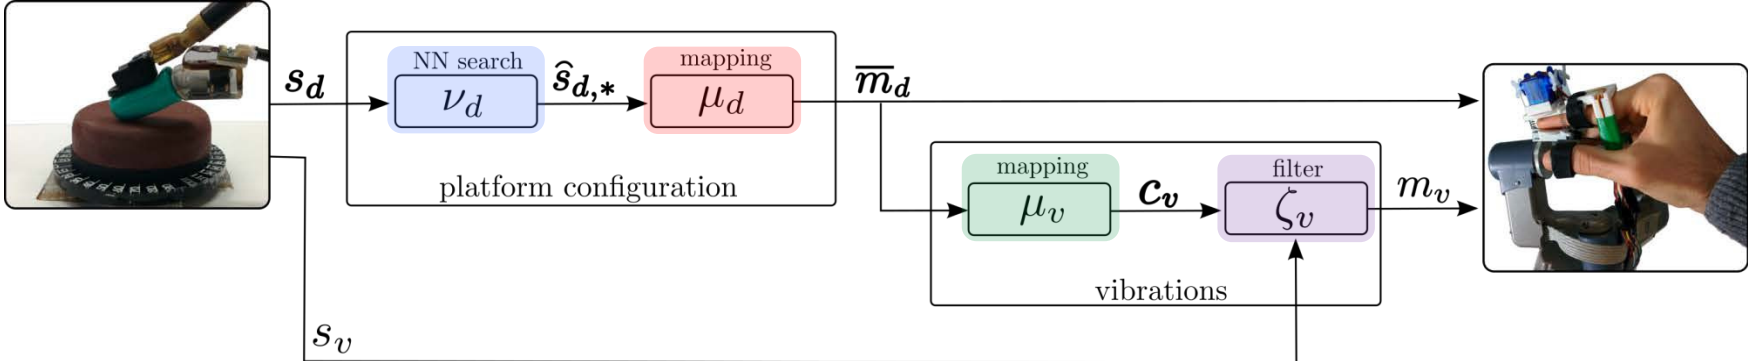 s_d
NN search
ν_d
ŝ_{d,*}
mapping
μ_d
platform configuration
m̅_d
mapping
μ_v
c_v
filter
ζ_v
m_v
vibrations
s_v